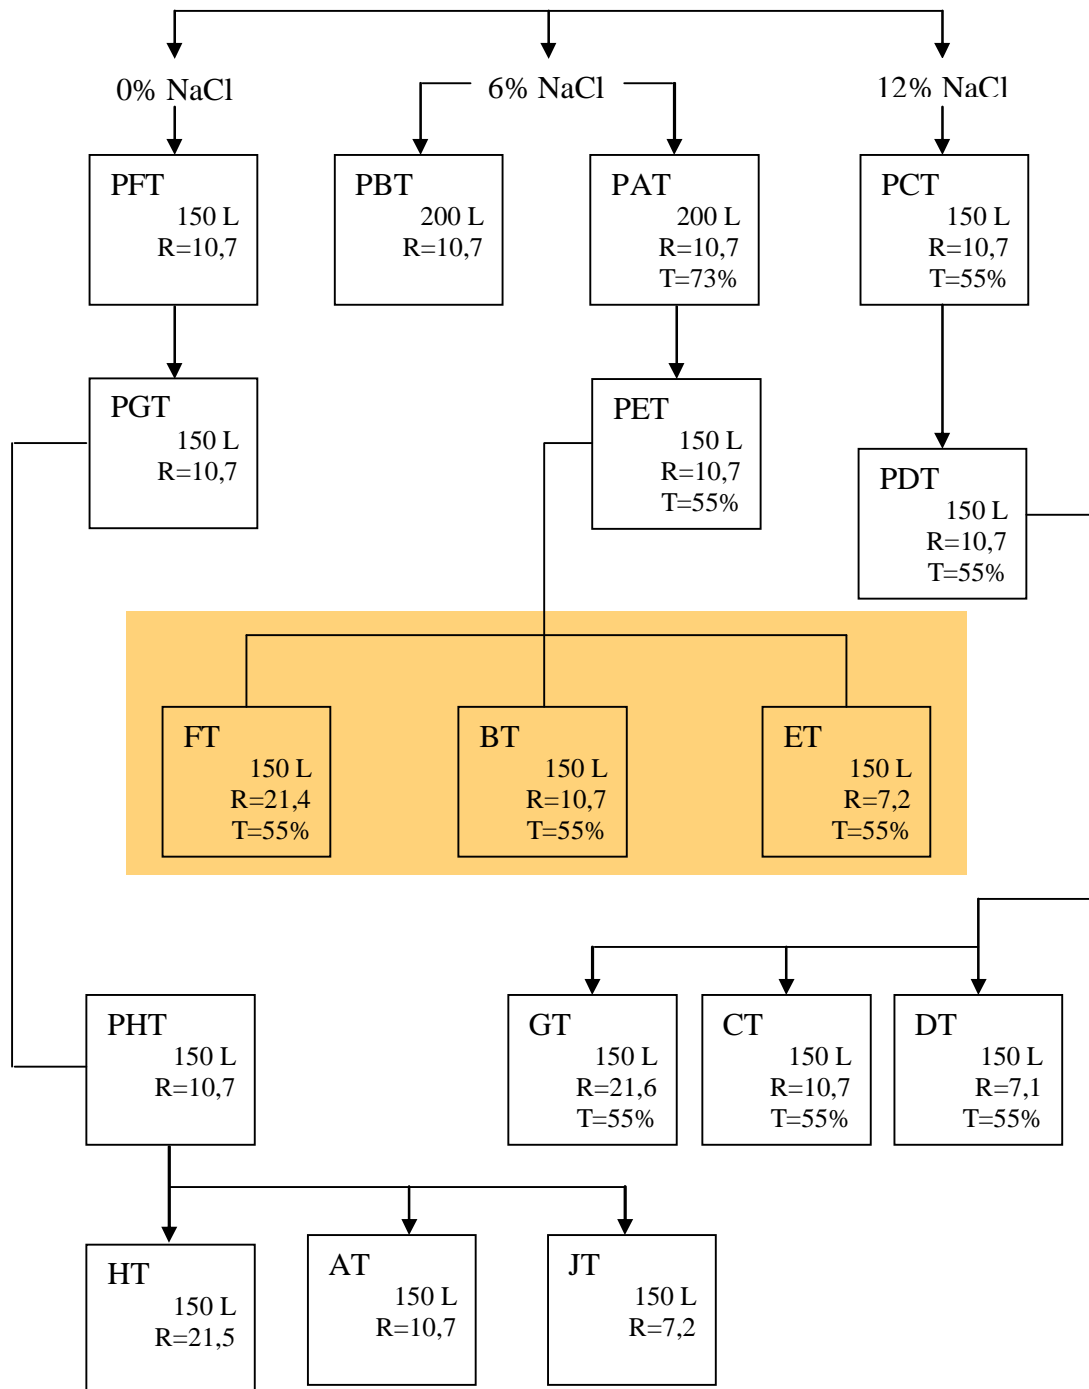 0% NaCl
6% NaCl
12% NaCl
PFT
150 L
R=10,7
PBT
200 L
R=10,7
PAT
200 L
R=10,7
T=73%
PCT
150 L
R=10,7
T=55%
PGT
150 L
R=10,7
PET
150 L
R=10,7
T=55%
PDT
150 L
R=10,7
T=55%
FT
150 L
R=21,4
T=55%
BT
150 L
R=10,7
T=55%
ET
150 L
R=7,2
T=55%
PHT
150 L
R=10,7
GT
150 L
R=21,6
T=55%
CT
150 L
R=10,7
T=55%
DT
150 L
R=7,1
T=55%
HT
150 L
R=21,5
AT
150 L
R=10,7
JT
150 L
R=7,2